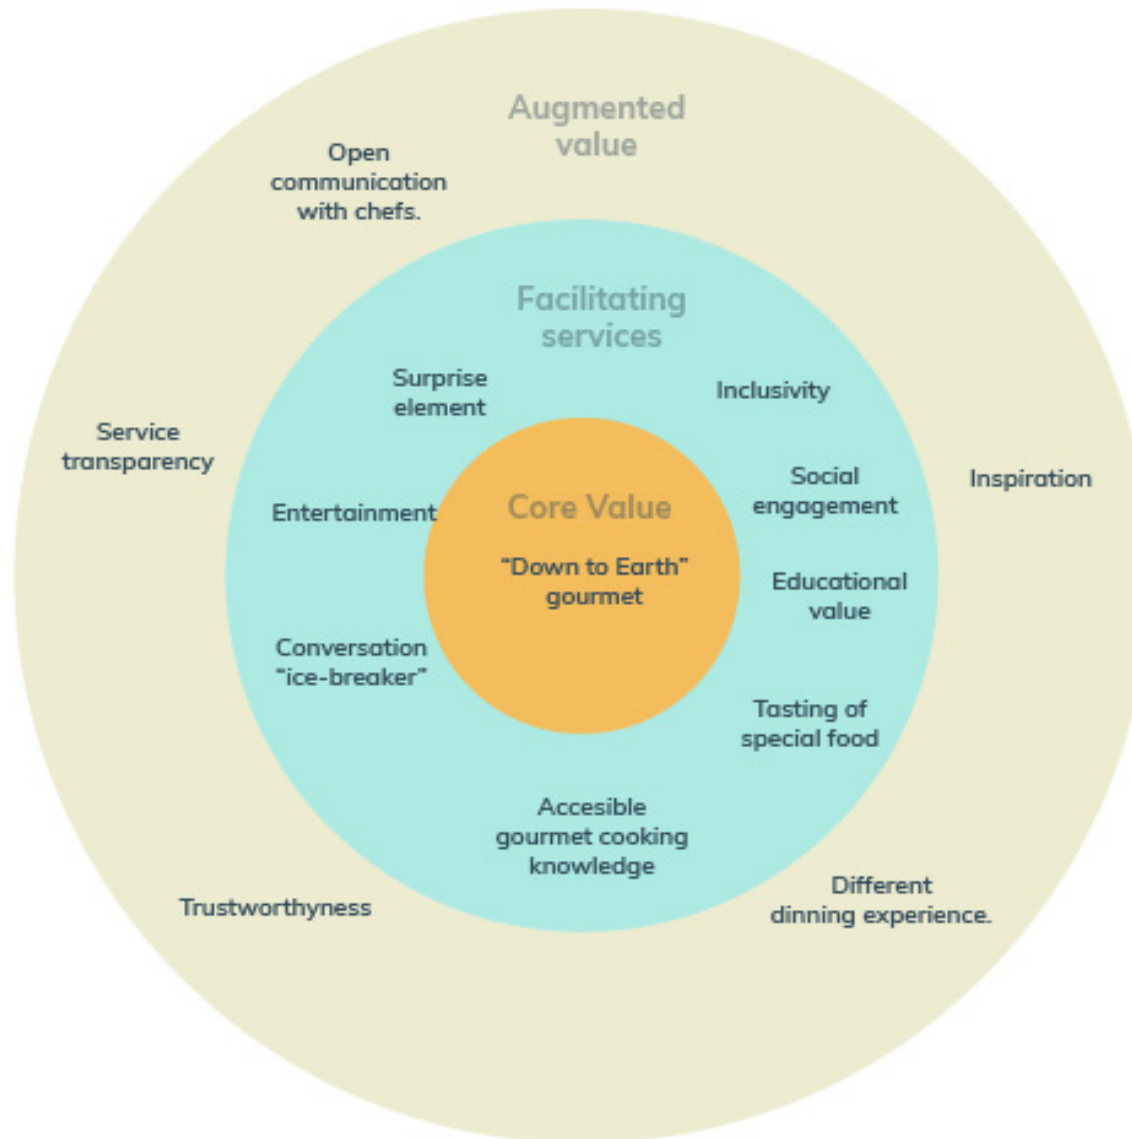 Augmented
value
Open
communication
with chefs.
Facilitating
services
Surprise
element
Inclusivity
Service
transparency
Inspiration
Social
engagement
Entertainment
Core Value
"Down to Earth"
gourmet
Educational
value
Conversation
"ice-breaker"
Tasting of
special food
Accesible
gourmet cooking
knowledge
Different
dinning experience.
Trustworthyness